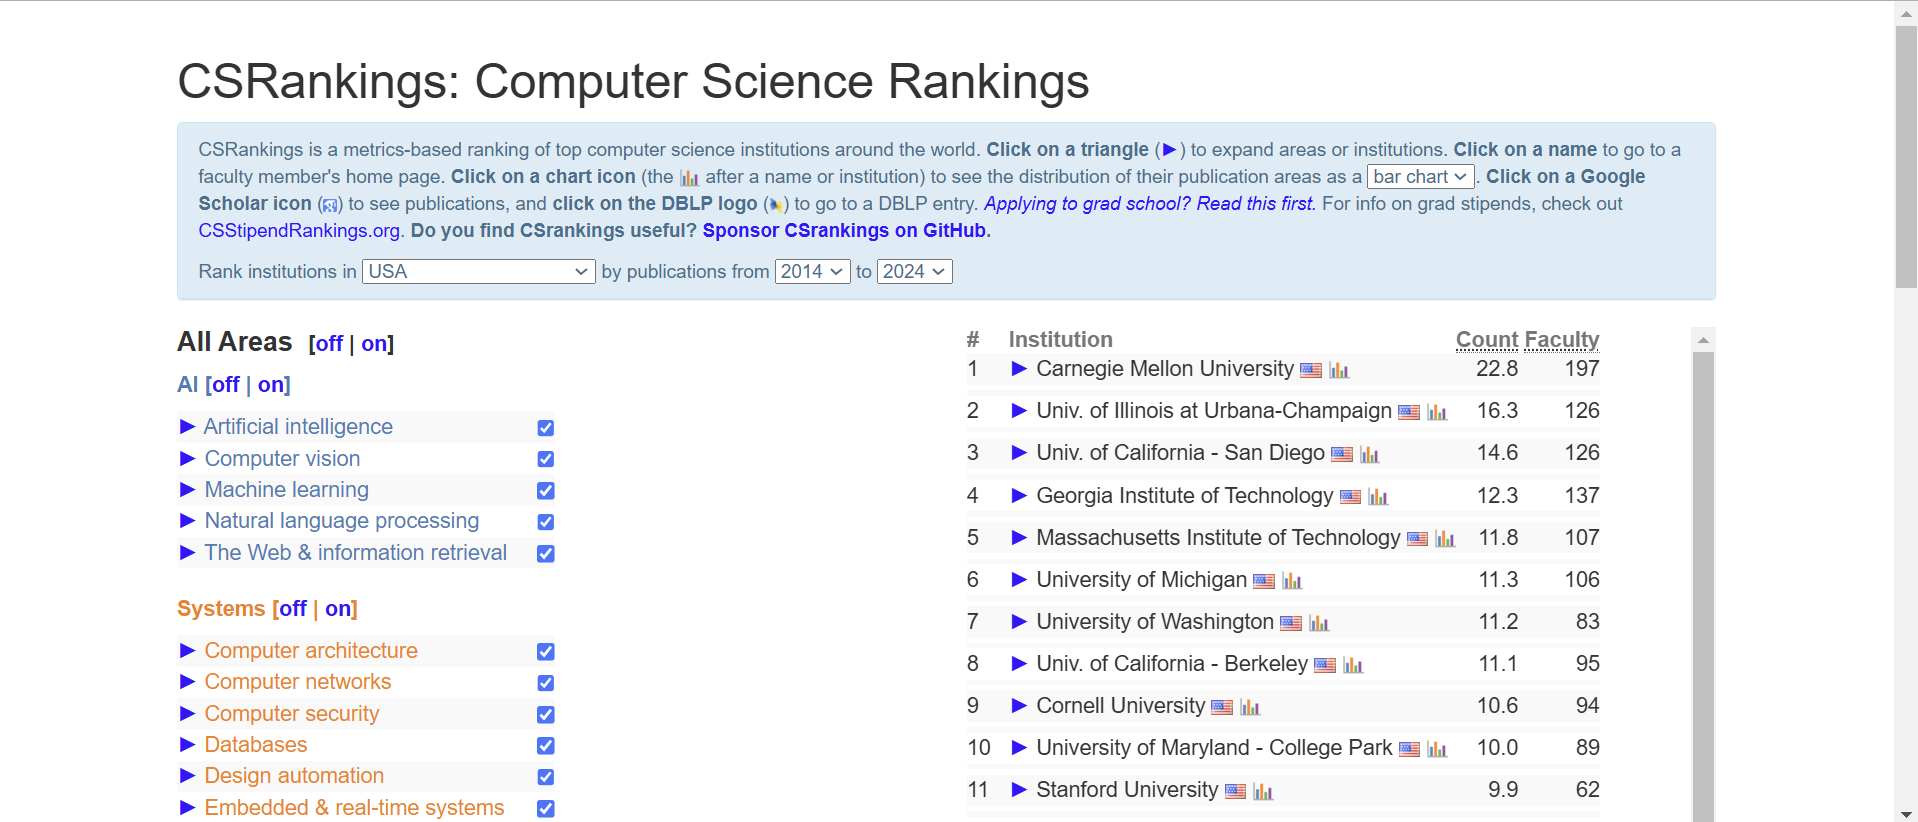 CSRankings: Computer Science Rankings
CSRankings is a metrics-based ranking of top computer science institutions around the world. Click on a triangle (▶) to expand areas or institutions. Click on a name to go to a
faculty member's home page. Click on a chart icon (the after a name or institution) to see the distribution of their publication areas as a bar chart. Click on a Google
Scholar icon () to see publications, and click on the DBLP logo () to go to a DBLP entry. Applying to grad school? Read this first. For info on grad stipends, check out
CSStipendRankings.org. Do you find CSrankings useful? Sponsor CSrankings on GitHub.
Rank institutions in USA by publications from 2014 to 2024
All Areas [off | on]
AI [off | on]
▶ Artificial intelligence
▶ Computer vision
▶ Machine learning
▶ Natural language processing
▶ The Web & information retrieval
Systems [off | on]
▶ Computer architecture
▶ Computer networks
▶ Computer security
▶ Databases
▶ Design automation
▶ Embedded & real-time systems
# Institution Count Faculty
1 ▶ Carnegie Mellon University 22.8 197
2 ▶ Univ. of Illinois at Urbana-Champaign 16.3 126
3 ▶ Univ. of California - San Diego 14.6 126
4 ▶ Georgia Institute of Technology 12.3 137
5 ▶ Massachusetts Institute of Technology 11.8 107
6 ▶ University of Michigan 11.3 106
7 ▶ University of Washington 11.2 83
8 ▶ Univ. of California - Berkeley 11.1 95
9 ▶ Cornell University 10.6 94
10 ▶ University of Maryland - College Park 10.0 89
11 ▶ Stanford University 9.9 62